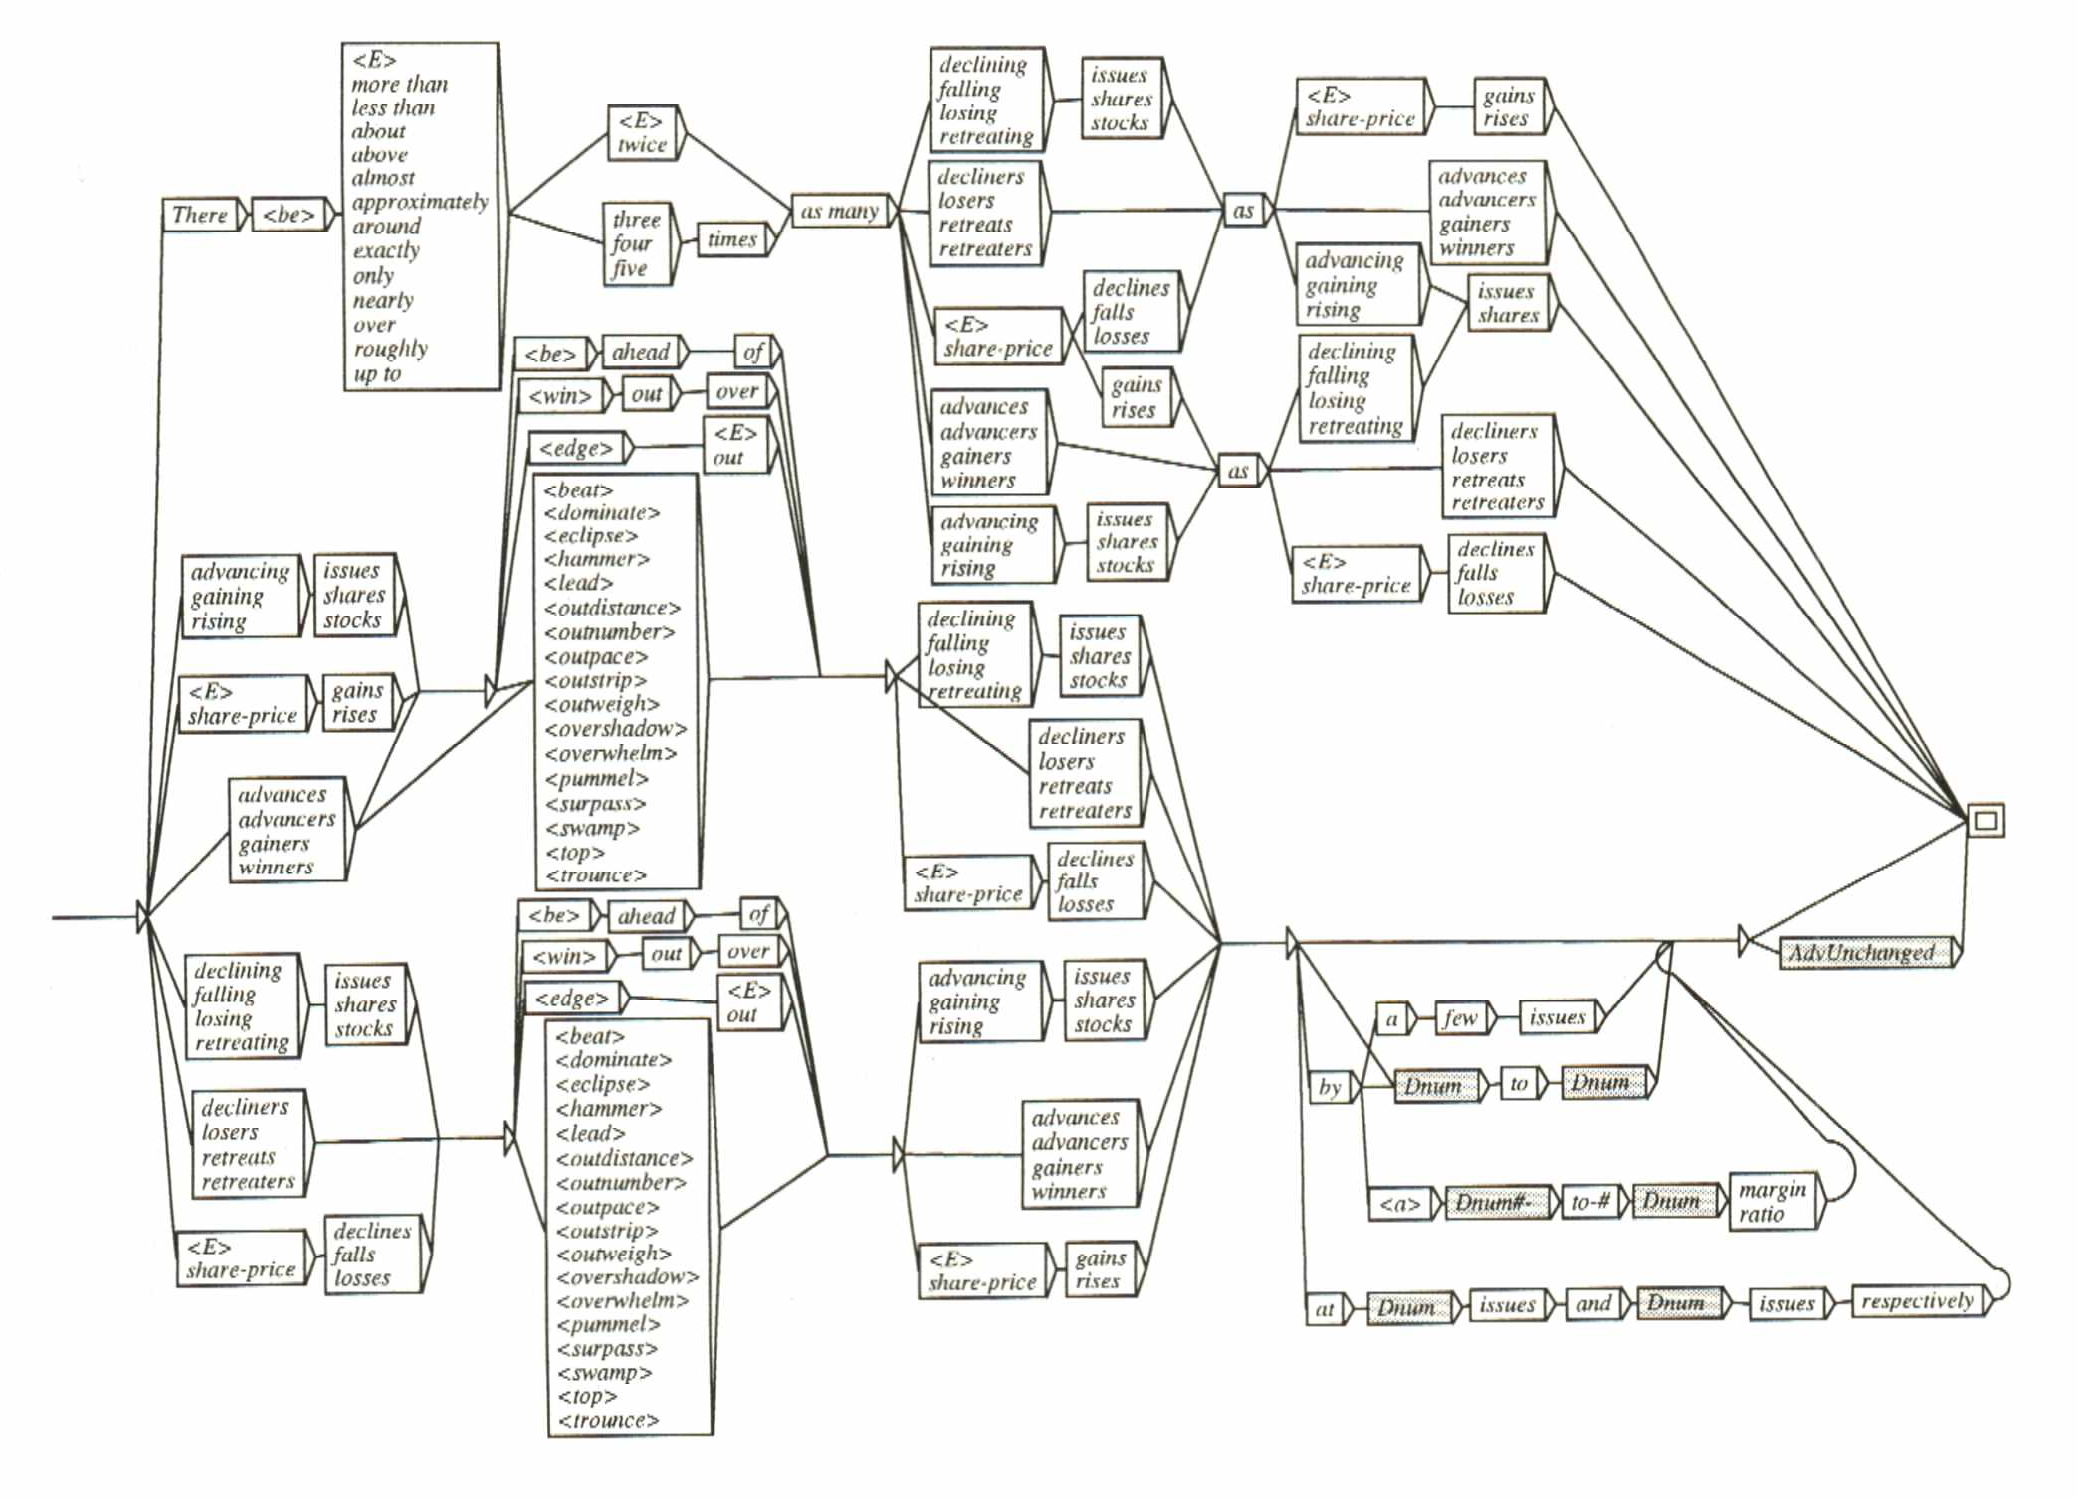 There
<be>
<E>
more than
less than
about
above
almost
approximately
around
exactly
only
nearly
over
roughly
up to
<E>
twice
three
four
five
times
as many
declining
falling
losing
retreating
issues
shares
stocks
decliners
losers
retreats
retreaters
<E>
share-price
declines
falls
losses
gains
rises
advances
advancers
gainers
winners
advancing
gaining
rising
issues
shares
stocks
as
<E>
share-price
gains
rises
advances
advancers
gainers
winners
advancing
gaining
rising
issues
shares
declining
falling
losing
retreating
as
decliners
losers
retreats
retreaters
<E>
share-price
declines
falls
losses
advancing
gaining
rising
issues
shares
stocks
<E>
share-price
gains
rises
advances
advancers
gainers
winners
<be>
ahead
of
<win>
out
over
<edge>
<E>
out
<beat>
<dominate>
<eclipse>
<hammer>
<lead>
<outdistance>
<outnumber>
<outpace>
<outstrip>
<outweigh>
<overshadow>
<overwhelm>
<pummel>
<surpass>
<swamp>
<top>
<trounce>
declining
falling
losing
retreating
issues
shares
stocks
decliners
losers
retreats
retreaters
<E>
share-price
declines
falls
losses
declining
falling
losing
retreating
issues
shares
stocks
decliners
losers
retreats
retreaters
<E>
share-price
declines
falls
losses
<be>
ahead
of
<win>
out
over
<edge>
<E>
out
<beat>
<dominate>
<eclipse>
<hammer>
<lead>
<outdistance>
<outnumber>
<outpace>
<outstrip>
<outweigh>
<overshadow>
<overwhelm>
<pummel>
<surpass>
<swamp>
<top>
<trounce>
advancing
gaining
rising
issues
shares
stocks
advances
advancers
gainers
winners
<E>
share-price
gains
rises
AdvUnchanged
a
few
issues
by
Dnum
to
Dnum
<a>
Dnum#-
to-#
Dnum
margin
ratio
at
Dnum
issues
and
Dnum
issues
respectively